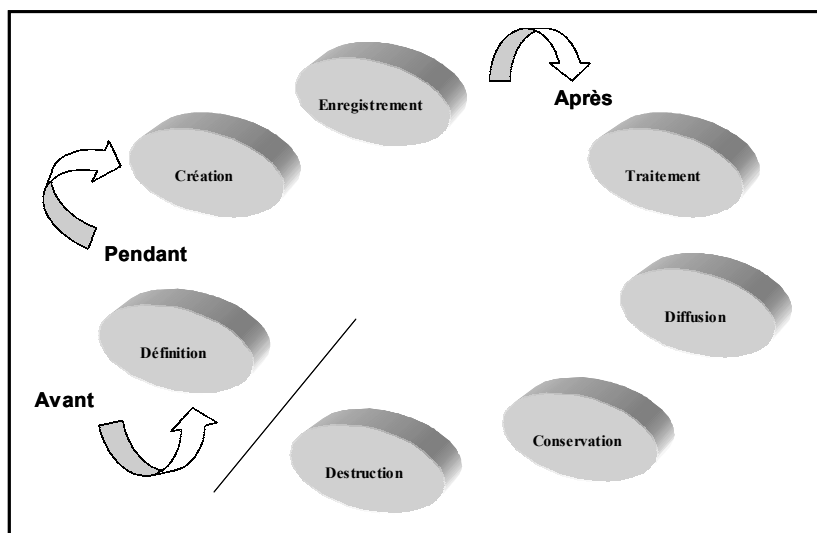 Enregistrement
Après
Création
Traitement
Pendant
Diffusion
Définition
Avant
Conservation
Destruction